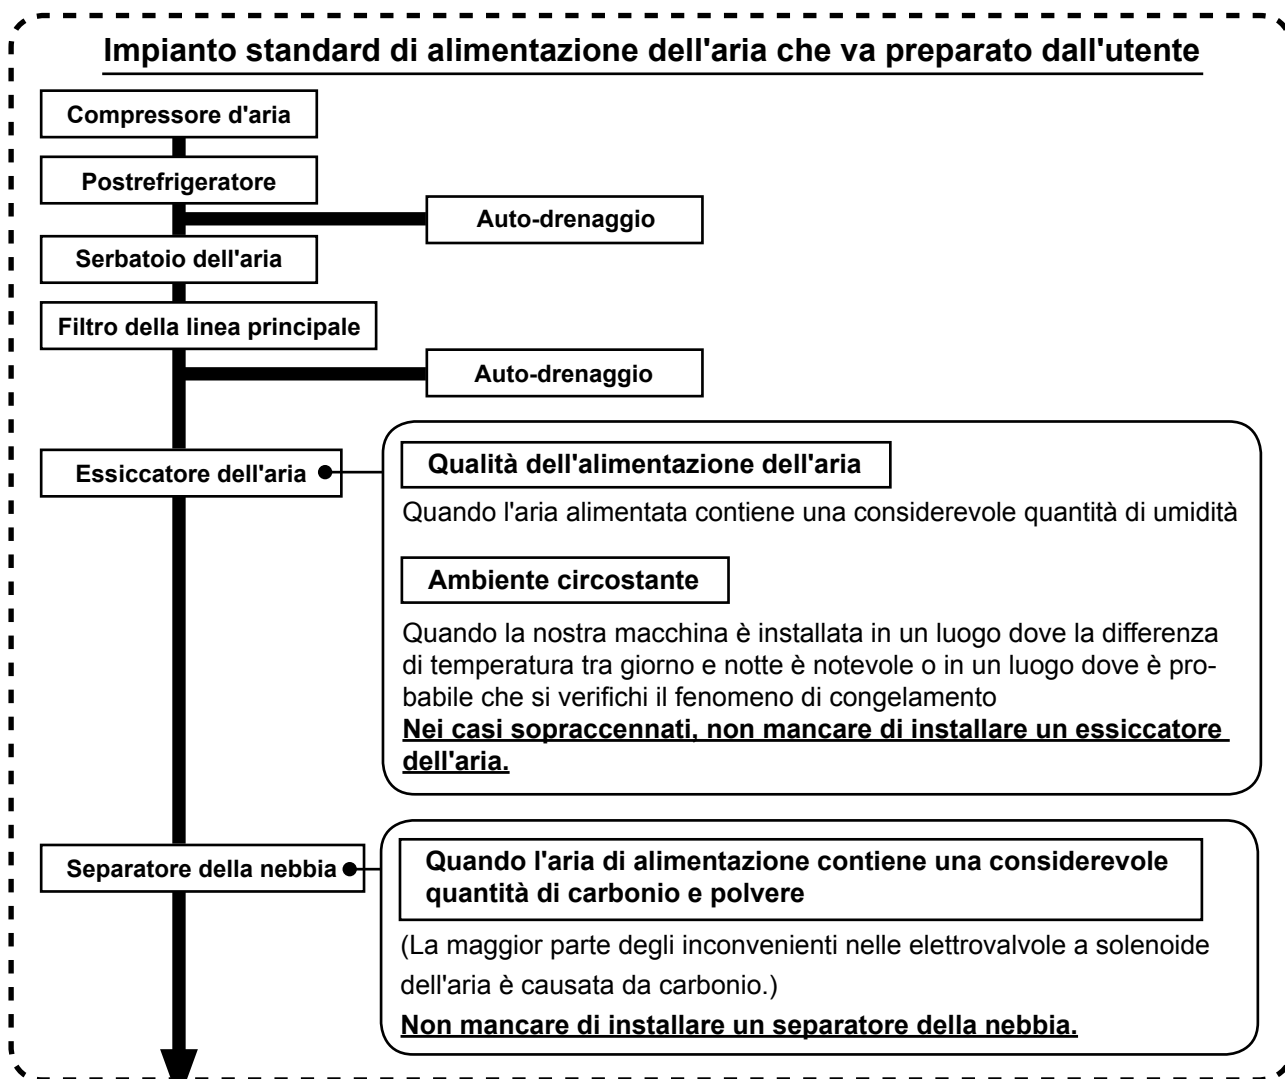 Impianto standard di alimentazione dell'aria che va preparato dall'utente
Compressore d'aria
Postrefrigeratore
Auto-drenaggio
Serbatoio dell'aria
Filtro della linea principale
Auto-drenaggio
Essiccatore dell'aria
Qualità dell'alimentazione dell'aria
Quando l'aria alimentata contiene una considerevole quantità di umidità
Ambiente circostante
Quando la nostra macchina è installata in un luogo dove la differenza
di temperatura tra giorno e notte è notevole o in un luogo dove è pro-
babile che si verifichi il fenomeno di congelamento
Nei casi sopraccennati, non mancare di installare un essiccatore
dell'aria.
Separatore della nebbia
Quando l'aria di alimentazione contiene una considerevole
quantità di carbonio e polvere
(La maggior parte degli inconvenienti nelle elettrovalvole a solenoide
dell'aria è causata da carbonio.)
Non mancare di installare un separatore della nebbia.